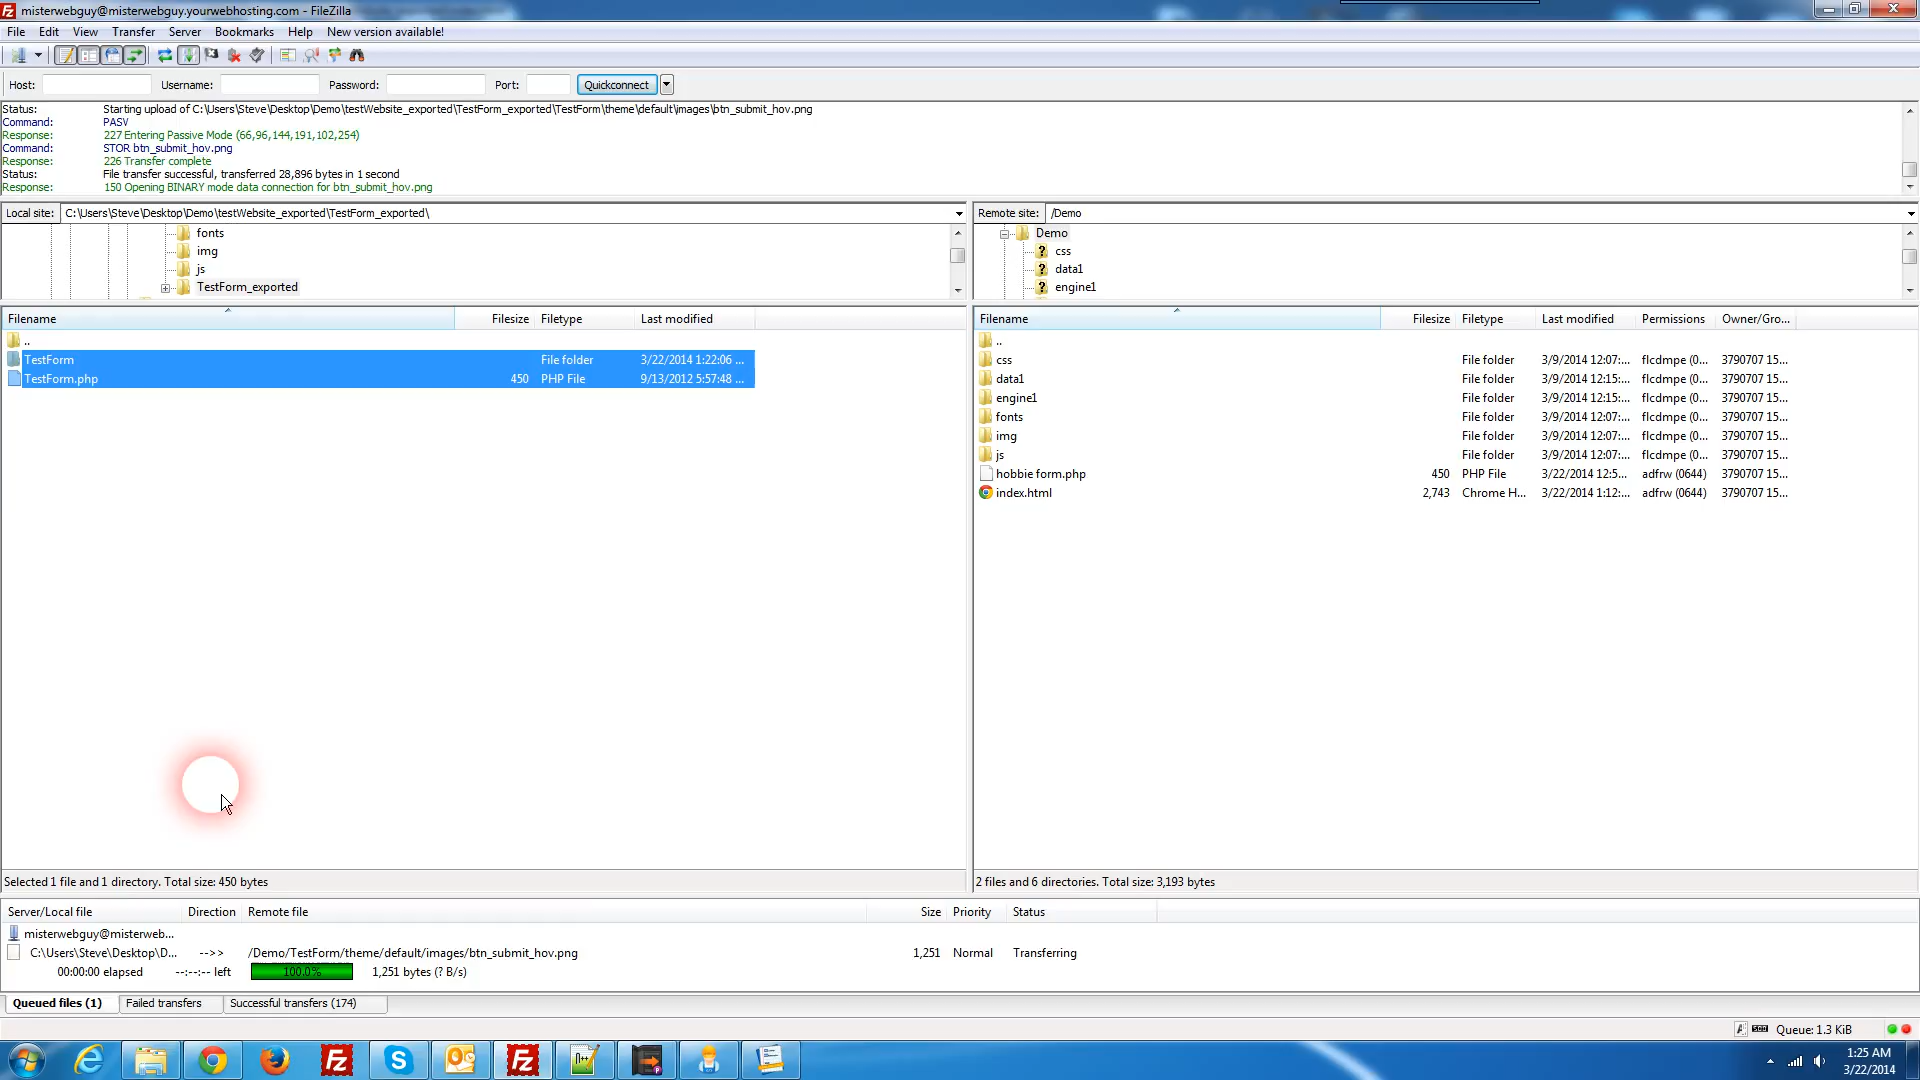 misterwebguy@misterwebguy.yourwebhosting.com - FileZilla
File Edit View Transfer Server Bookmarks Help New version available!
Host: Username: Password: Port: Quickconnect
Status: Starting upload of C:\Users\Steve\Desktop\Demo\testWebsite_exported\TestForm_exported\TestForm\theme\default\images\btn_submit_hov.png
Command: PASV
Response: 227 Entering Passive Mode (66,96,144,191,102,254)
Command: STOR btn_submit_hov.png
Response: 226 Transfer complete
Status: File transfer successful, transferred 28,896 bytes in 1 second
Response: 150 Opening BINARY mode data connection for btn_submit_hov.png
Local site: C:\Users\Steve\Desktop\Demo\testWebsite_exported\TestForm_exported\
fonts
img
js
TestForm_exported
Remote site: /Demo
Demo
css
data1
engine1
Filename Filesize Filetype Last modified
..
TestForm File folder 3/22/2014 1:22:06 ...
TestForm.php 450 PHP File 9/13/2012 5:57:48 ...
Selected 1 file and 1 directory. Total size: 450 bytes
Filename Filesize Filetype Last modified Permissions Owner/Gro...
..
css File folder 3/9/2014 12:07:... flcdmpe (0... 3790707 15...
data1 File folder 3/9/2014 12:15:... flcdmpe (0... 3790707 15...
engine1 File folder 3/9/2014 12:15:... flcdmpe (0... 3790707 15...
fonts File folder 3/9/2014 12:07:... flcdmpe (0... 3790707 15...
img File folder 3/9/2014 12:07:... flcdmpe (0... 3790707 15...
js File folder 3/9/2014 12:07:... flcdmpe (0... 3790707 15...
hobbie form.php 450 PHP File 3/22/2014 12:5... adfrw (0644) 3790707 15...
index.html 2,743 Chrome H... 3/22/2014 1:12:... adfrw (0644) 3790707 15...
2 files and 6 directories. Total size: 3,193 bytes
Server/Local file Direction Remote file Size Priority Status
misterwebguy@misterweb...
C:\Users\Steve\Desktop\D... -->> /Demo/TestForm/theme/default/images/btn_submit_hov.png 1,251 Normal Transferring
00:00:00 elapsed --:--:-- left 100.0% 1,251 bytes (? B/s)
Queued files (1) Failed transfers Successful transfers (174)
Queue: 1.3 KiB
1:25 AM
3/22/2014